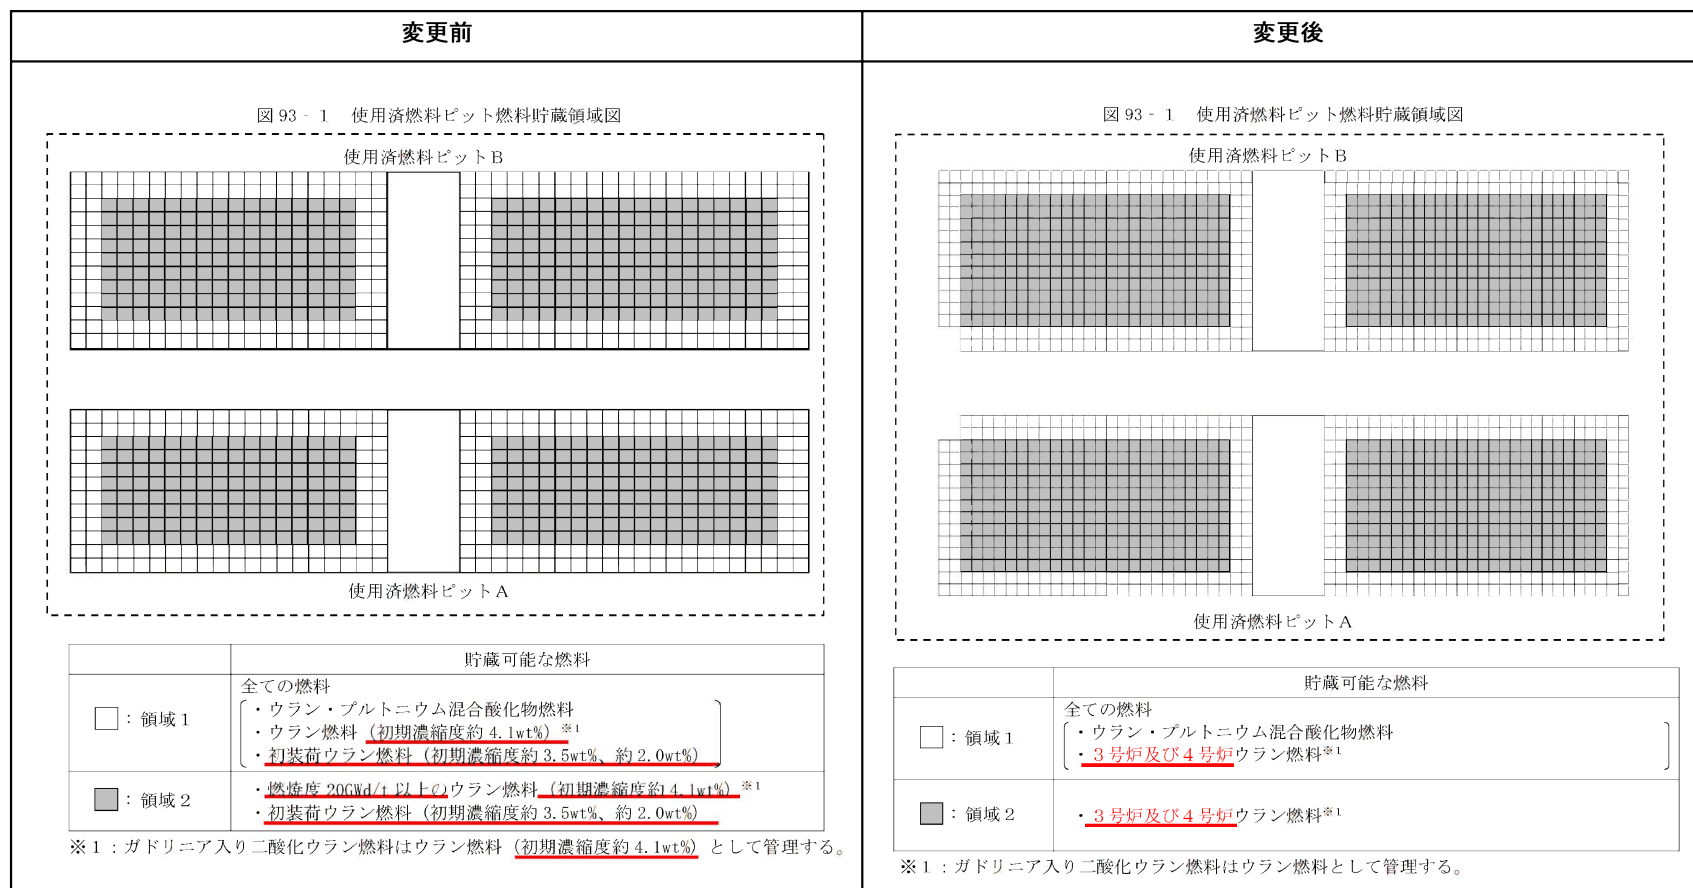 変更前
図 93 - 1　使用済燃料ピット燃料貯蔵領域図
使用済燃料ピットB
使用済燃料ピットA
貯蔵可能な燃料
：領域1
全ての燃料
・ウラン・プルトニウム混合酸化物燃料
・ウラン燃料（初期濃縮度約 4.1wt%）※1
・初装荷ウラン燃料（初期濃縮度約 3.5wt%、約 2.0wt%）
：領域2
・燃焼度 20GWd/t 以上のウラン燃料（初期濃縮度約 4.1wt%）※1
・初装荷ウラン燃料（初期濃縮度約 3.5wt%、約 2.0wt%）
※1：ガドリニア入り二酸化ウラン燃料はウラン燃料（初期濃縮度約 4.1wt%）として管理する。
変更後
図 93 - 1　使用済燃料ピット燃料貯蔵領域図
使用済燃料ピットB
使用済燃料ピットA
貯蔵可能な燃料
：領域1
全ての燃料
・ウラン・プルトニウム混合酸化物燃料
・3号炉及び4号炉ウラン燃料※1
：領域2
・3号炉及び4号炉ウラン燃料※1
※1：ガドリニア入り二酸化ウラン燃料はウラン燃料として管理する。